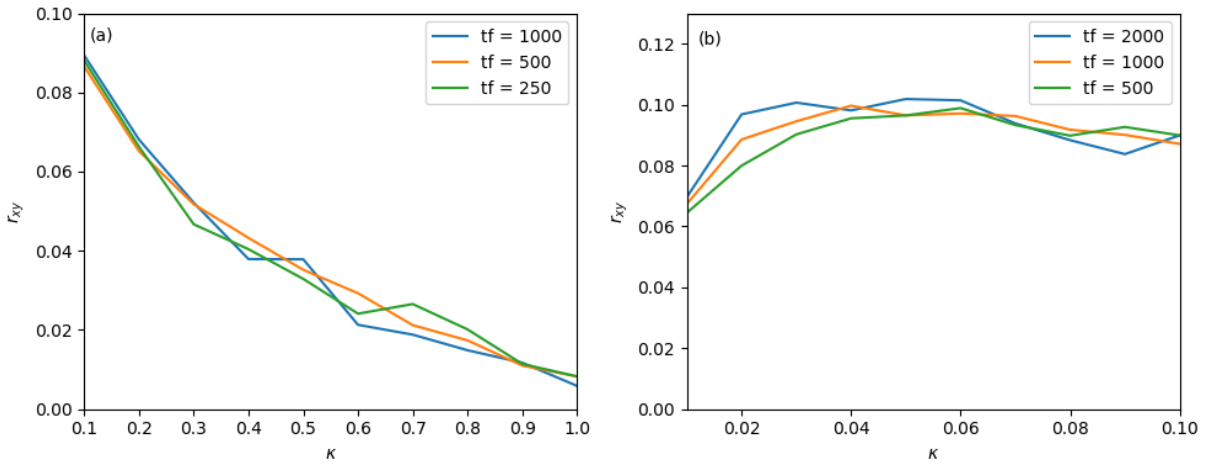 (a)
tf = 1000
tf = 500
tf = 250
0.10
0.08
0.06
0.04
0.02
0.00
r_xy
0.1 0.2 0.3 0.4 0.5 0.6 0.7 0.8 0.9 1.0
κ
(b)
tf = 2000
tf = 1000
tf = 500
0.12
0.10
0.08
0.06
0.04
0.02
0.00
r_xy
0.02 0.04 0.06 0.08 0.10
κ